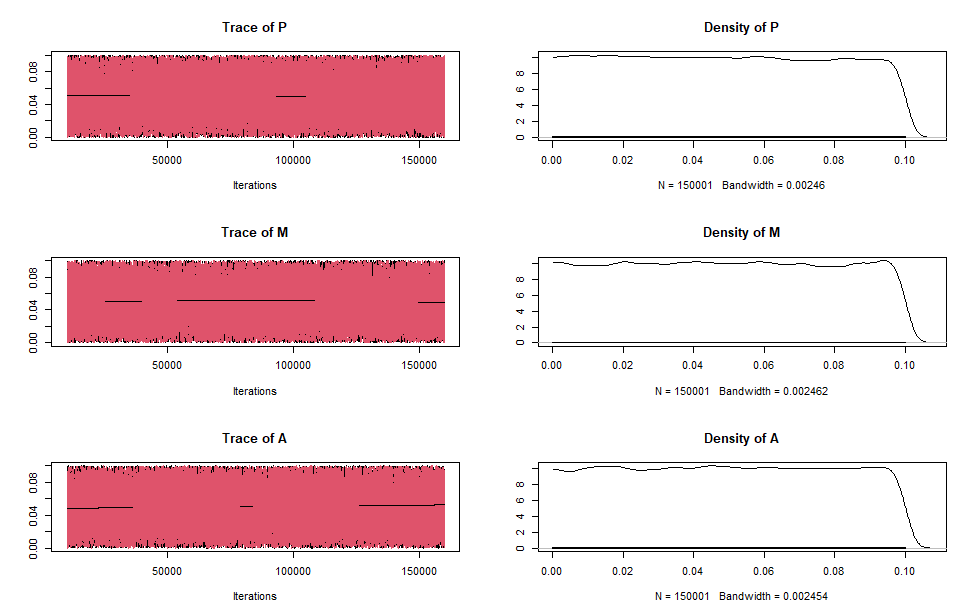 Trace of P
0.00 0.04 0.08
50000 100000 150000
Iterations
Density of P
0 2 4 6 8
0.00 0.02 0.04 0.06 0.08 0.10
N = 150001 Bandwidth = 0.00246
Trace of M
0.00 0.04 0.08
50000 100000 150000
Iterations
Density of M
0 2 4 6 8
0.00 0.02 0.04 0.06 0.08 0.10
N = 150001 Bandwidth = 0.002462
Trace of A
0.00 0.04 0.08
50000 100000 150000
Iterations
Density of A
0 2 4 6 8
0.00 0.02 0.04 0.06 0.08 0.10
N = 150001 Bandwidth = 0.002454